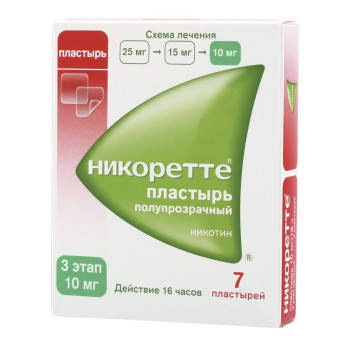 Схема лечения
пластырь
25 мг → 15 мг → 10 мг
никоретте®
пластырь
полупрозрачный
никотин
®
3 этап
10 мг
Действие 16 часов
7
пластырей
никоретте®